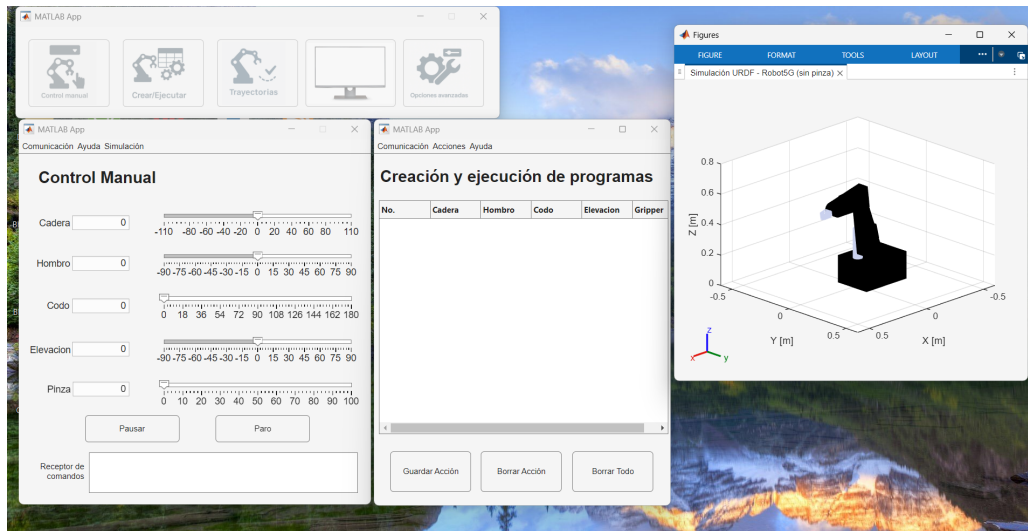 MATLAB App
Control manual
Crear/Ejecutar
Trayectorias
Opciones avanzadas
MATLAB App
Comunicación Ayuda Simulación
Control Manual
Cadera 0
-110 -80 -60 -40 -20 0 20 40 60 80 110
Hombro 0
-90 -75 -60 -45 -30 -15 0 15 30 45 60 75 90
Codo 0
0 18 36 54 72 90 108 126 144 162 180
Elevacion 0
-90 -75 -60 -45 -30 -15 0 15 30 45 60 75 90
Pinza 0
0 10 20 30 40 50 60 70 80 90 100
Pausar Paro
Receptor de
comandos
MATLAB App
Comunicación Acciones Ayuda
Creación y ejecución de programas
No. Cadera Hombro Codo Elevacion Gripper
Guardar Acción Borrar Acción Borrar Todo
Figures
FIGURE FORMAT TOOLS LAYOUT
Simulación URDF - Robot5G (sin pinza)
0.8
0.6
0.4
0.2
0
Z [m]
-0.5 0 0.5
Y [m]
0.5 0 -0.5
X [m]
z
x y